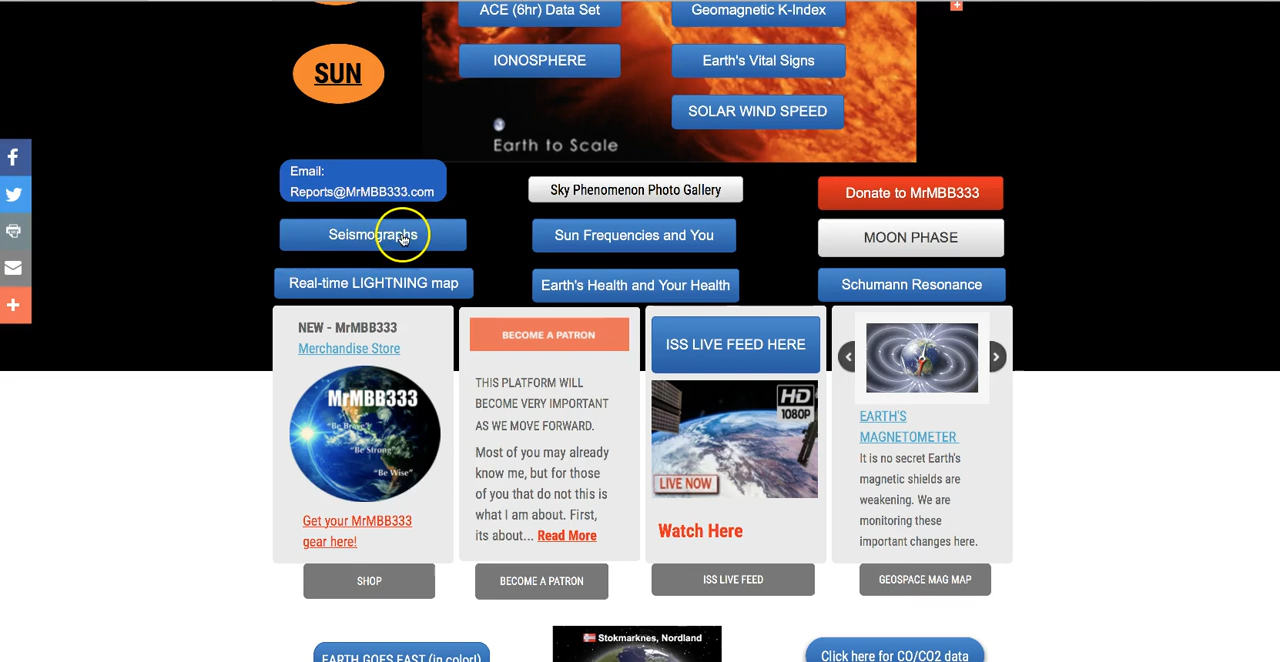 ACE (6hr) Data Set
Geomagnetic K-Index
IONOSPHERE
Earth's Vital Signs
SUN
SOLAR WIND SPEED
Earth to Scale
Email:
Reports@MrMBB333.com
Sky Phenomenon Photo Gallery
Donate to MrMBB333
Seismographs
Sun Frequencies and You
MOON PHASE
Real-time LIGHTNING map
Earth's Health and Your Health
Schumann Resonance
NEW - MrMBB333
Merchandise Store
MrMBB333
"Be Brave"
"Be Strong"
"Be Wise"
Get your MrMBB333
gear here!
SHOP
BECOME A PATRON
THIS PLATFORM WILL
BECOME VERY IMPORTANT
AS WE MOVE FORWARD.
Most of you may already
know me, but for those
of you that do not this is
what I am about. First,
its about... Read More
BECOME A PATRON
ISS LIVE FEED HERE
HD
1080P
LIVE NOW
Watch Here
ISS LIVE FEED
EARTH'S
MAGNETOMETER
It is no secret Earth's
magnetic shields are
weakening. We are
monitoring these
important changes here.
GEOSPACE MAG MAP
EARTH GOES FAST (in color!)
Stokmarknes, Nordland
Click here for CO/CO2 data